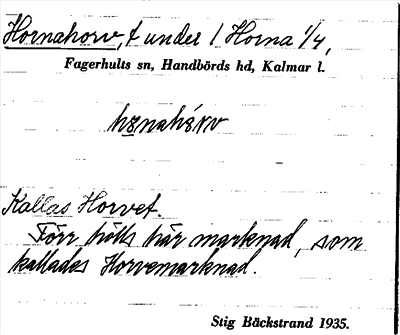 Hornahorv, t under 1 Horna 1/4,
Fagerhults sn, Handbörds hd, Kalmar l.
Kallas Horvet.
Förr hölls här marknad, som
kallades Horvemarknad.
Stig Bäckstrand 1935.